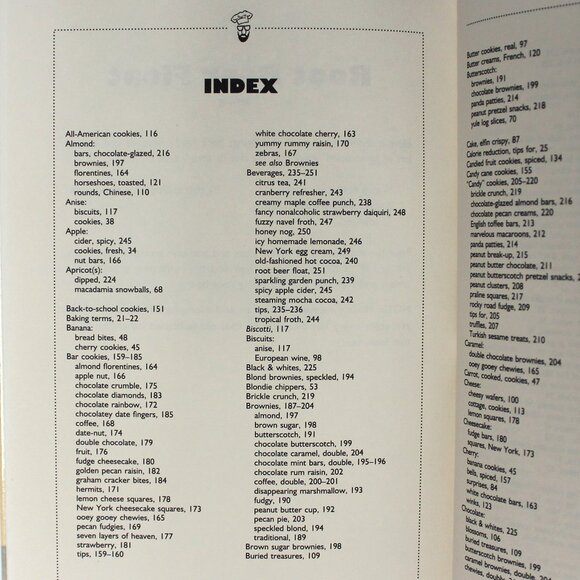 INDEX
All-American cookies, 116
Almond:
bars, chocolate-glazed, 216
brownies, 197
florentines, 164
horseshoes, toasted, 121
rounds, Chinese, 110
Anise:
biscuits, 117
cookies, 38
Apple:
cider, spicy, 245
cookies, fresh, 34
nut bars, 166
Apricot(s):
dipped, 224
macadamia snowballs, 68
Back-to-school cookies, 151
Baking terms, 21–22
Banana:
bread bites, 48
cherry cookies, 45
Bar cookies, 159-185
almond florentines, 164
apple nut, 166
chocolate crumble, 175
chocolate diamonds, 183
chocolate rainbow, 172
chocolatey date fingers, 185
coffee, 168
date-nut, 174
double chocolate, 179
fruit, 176
fudge cheesecake, 180
golden pecan raisin, 182
graham cracker bites, 184
hermits, 171
lemon cheese squares, 178
New York cheesecake squares, 173
ooey gooey chewies, 165
pecan fudgies, 169
seven layers of heaven, 177
strawberry, 181
tips, 159–160
white chocolate cherry, 163
yummy rummy raisin, 170
zebras, 167
see also Brownies
Beverages, 235–251
citrus tea, 241
cranberry refresher, 243
creamy maple coffee punch, 238
fancy nonalcoholic strawberry daiquiri, 248
fuzzy navel froth, 247
honey nog, 250
icy homemade lemonade, 246
New York egg cream, 249
old-fashioned hot cocoa, 240
root beer float, 251
sparkling garden punch, 239
spicy apple cider, 245
steaming mocha cocoa, 242
tips, 235–236
tropical froth, 244
Biscotti, 117
Biscuits:
anise, 117
European wine, 98
Black & whites, 225
Blond brownies, speckled, 194
Blondie chippers, 53
Brickle crunch, 219
Brownies, 187–204
almond, 197
brown sugar, 198
butterscotch, 191
chocolate butterscotch, 199
chocolate caramel, double, 204
chocolate mint bars, double, 195–196
chocolate rum raisin, 202
coffee, double, 200–201
disappearing marshmallow, 193
fudgy, 190
peanut butter cup, 192
pecan pie, 203
speckled blond, 194
traditional, 189
Brown sugar brownies, 198
Buried treasures, 109
Butter cookies, real, 97
Butter creams, French, 120
Butterscotch:
brownies, 191
chocolate brownies, 199
panda patties, 214
peanut pretzel snacks, 218
yule log slices, 70
Cake, elfin crispy, 87
Calorie reduction, tips for, 25
Candied fruit cookies, spiced, 134
Candy cane cookies, 155
"Candy" cookies, 205–220
brickle crunch, 219
chocolate-glazed almond bars, 216
chocolate pecan creams, 220
English toffee bars, 213
marvelous macaroons, 212
panda patties, 214
peanut break-up, 215
peanut butter chocolate, 211
peanut butterscotch pretzel snacks,
peanut clusters, 208
praline squares, 217
rocky road fudge, 209
tips for, 205
truffles, 207
Turkish sesame treats, 210
Caramel:
double chocolate brownies, 204
ooey gooey chewies, 165
Carrot, cooked, cookies, 47
Cheese:
cheesy wafers, 100
cottage, cookies, 113
Cheesecake:
fudge bars, 180
squares, New York, 173
Cherry:
banana cookies, 45
bells, spiced, 157
surprises, 84
white chocolate bars, 163
winks, 123
Chocolate:
black & whites, 225
blossoms, 106
buried treasures, 109
butterscotch brownies, 199
caramel brownies, double,
chewies, double,